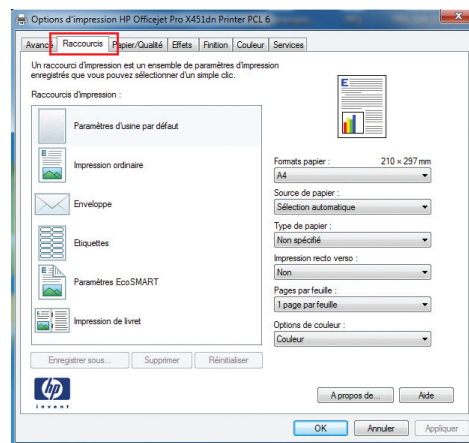 Options d'impression HP Officejet Pro X451dn Printer PCL 6
Avancé Raccourcis Papier/Qualité Effets Finition Couleur Services
Un raccourci d'impression est un ensemble de paramètres d'impression
enregistrés que vous pouvez sélectionner d'un simple clic.
Raccourcis d'impression :
Paramètres d'usine par défaut
Impression ordinaire
Enveloppe
Etiquettes
Paramètres EcoSMART
Impression de livret
Enregistrer sous... Supprimer Réinitialiser
E
Formats papier : 210 × 297 mm
A4
Source de papier :
Sélection automatique
Type de papier :
Non spécifié
Impression recto verso :
Non
Pages par feuille :
1 page par feuille
Options de couleur :
Couleur
hp
invent
A propos de... Aide
OK Annuler Appliquer